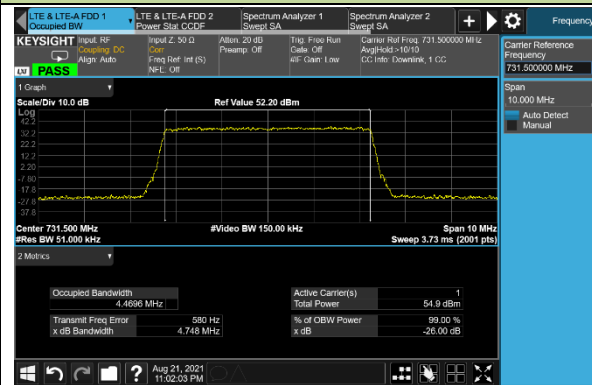 LTE & LTE-A FDD 1
Occupied BW
LTE & LTE-A FDD 2
Power Stat CCDF
Spectrum Analyzer 1
Swept SA
Spectrum Analyzer 2
Swept SA
Frequency
KEYSIGHT
LXI
PASS
Input: RF
Coupling: DC
Align: Auto
Input Z: 50 Ω
Corr
Freq Ref: Int (S)
NFE: Off
Atten: 20 dB
Preamp: Off
Trig: Free Run
Gate: Off
#IF Gain: Low
Carrier Ref Freq: 731.500000 MHz
Avg|Hold:>10/10
CC Info: Downlink, 1 CC
Carrier Reference
Frequency
731.500000 MHz
Span
10.000 MHz
Auto Detect
Manual
1 Graph
Scale/Div 10.0 dB
Ref Value 52.20 dBm
Log
42.2
32.2
22.2
12.2
2.20
-7.80
-17.8
-27.8
-37.8
Center 731.500 MHz
#Res BW 51.000 kHz
#Video BW 150.00 kHz
Span 10 MHz
Sweep 3.73 ms (2001 pts)
2 Metrics
Occupied Bandwidth
4.4696 MHz
Transmit Freq Error 580 Hz
x dB Bandwidth 4.748 MHz
Active Carrier(s) 1
Total Power 54.9 dBm
% of OBW Power 99.00 %
x dB -26.00 dB
?
Aug 21, 2021
11:02:03 PM